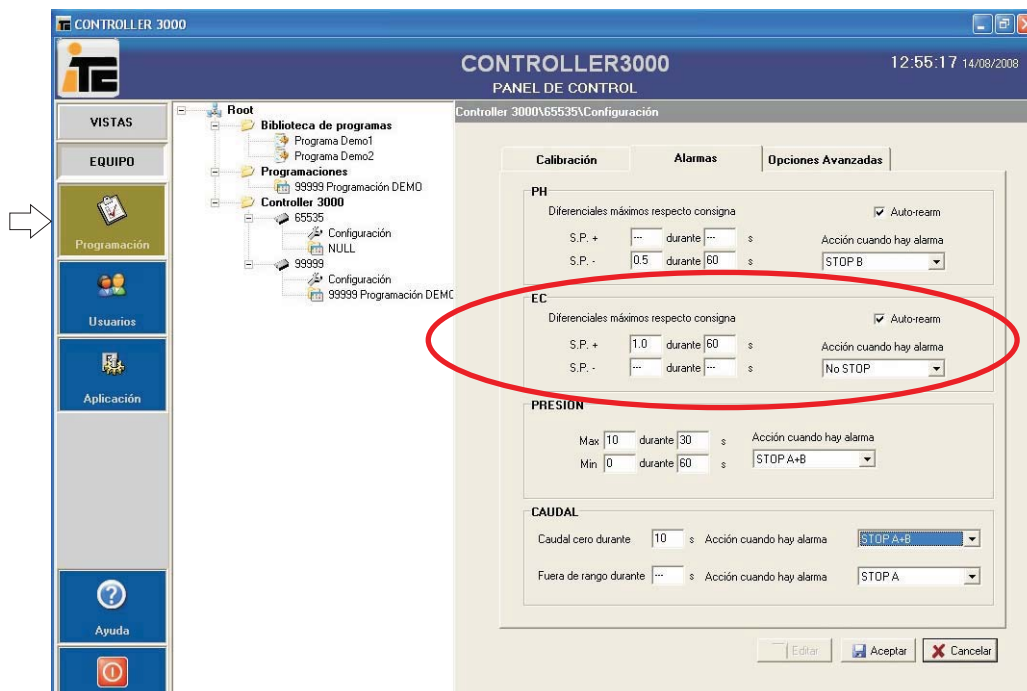 CONTROLLER 3000
iTC
CONTROLLER3000
PANEL DE CONTROL
12:55:17 14/08/2008
VISTAS
EQUIPO
Programación
Usuarios
Aplicación
Ayuda
Root
Biblioteca de programas
Programa Demo1
Programa Demo2
Programaciones
99999 Programación DEMO
Controller 3000
65535
Configuración
NULL
99999
Configuración
99999 Programación DEMO
Controller 3000\65535\Configuración
Calibración Alarmas Opciones Avanzadas
PH
Diferenciales máximos respecto consigna Auto-rearm
S.P. + --- durante --- s Acción cuando hay alarma
S.P. - 0.5 durante 60 s STOP B
EC
Diferenciales máximos respecto consigna Auto-rearm
S.P. + 1.0 durante 60 s Acción cuando hay alarma
S.P. - --- durante --- s No STOP
PRESION
Max 10 durante 30 s Acción cuando hay alarma
Min 0 durante 60 s STOP A+B
CAUDAL
Caudal cero durante 10 s Acción cuando hay alarma STOP A+B
Fuera de rango durante --- s Acción cuando hay alarma STOP A
Editar Aceptar Cancelar